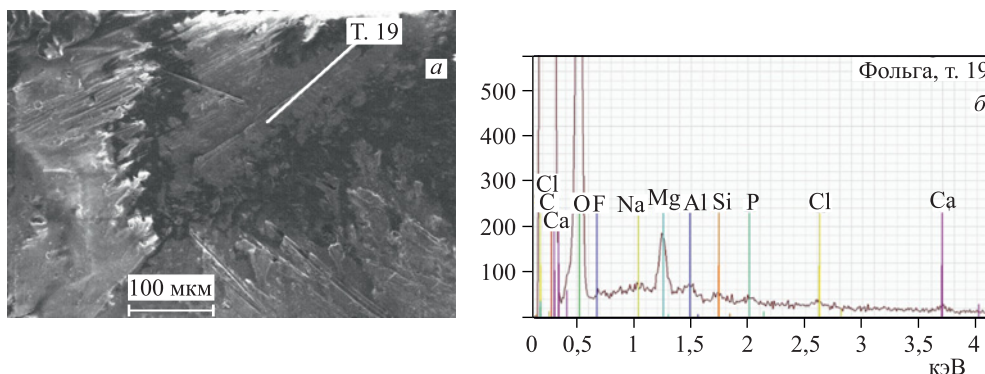 Т. 19
а
100 мкм
Фольга, т. 19
б
500
400
300
200
100
Cl
C
Ca
O F Na Mg Al Si P Cl Ca
0 0,5 1 1,5 2 2,5 3 3,5 4
кэВ